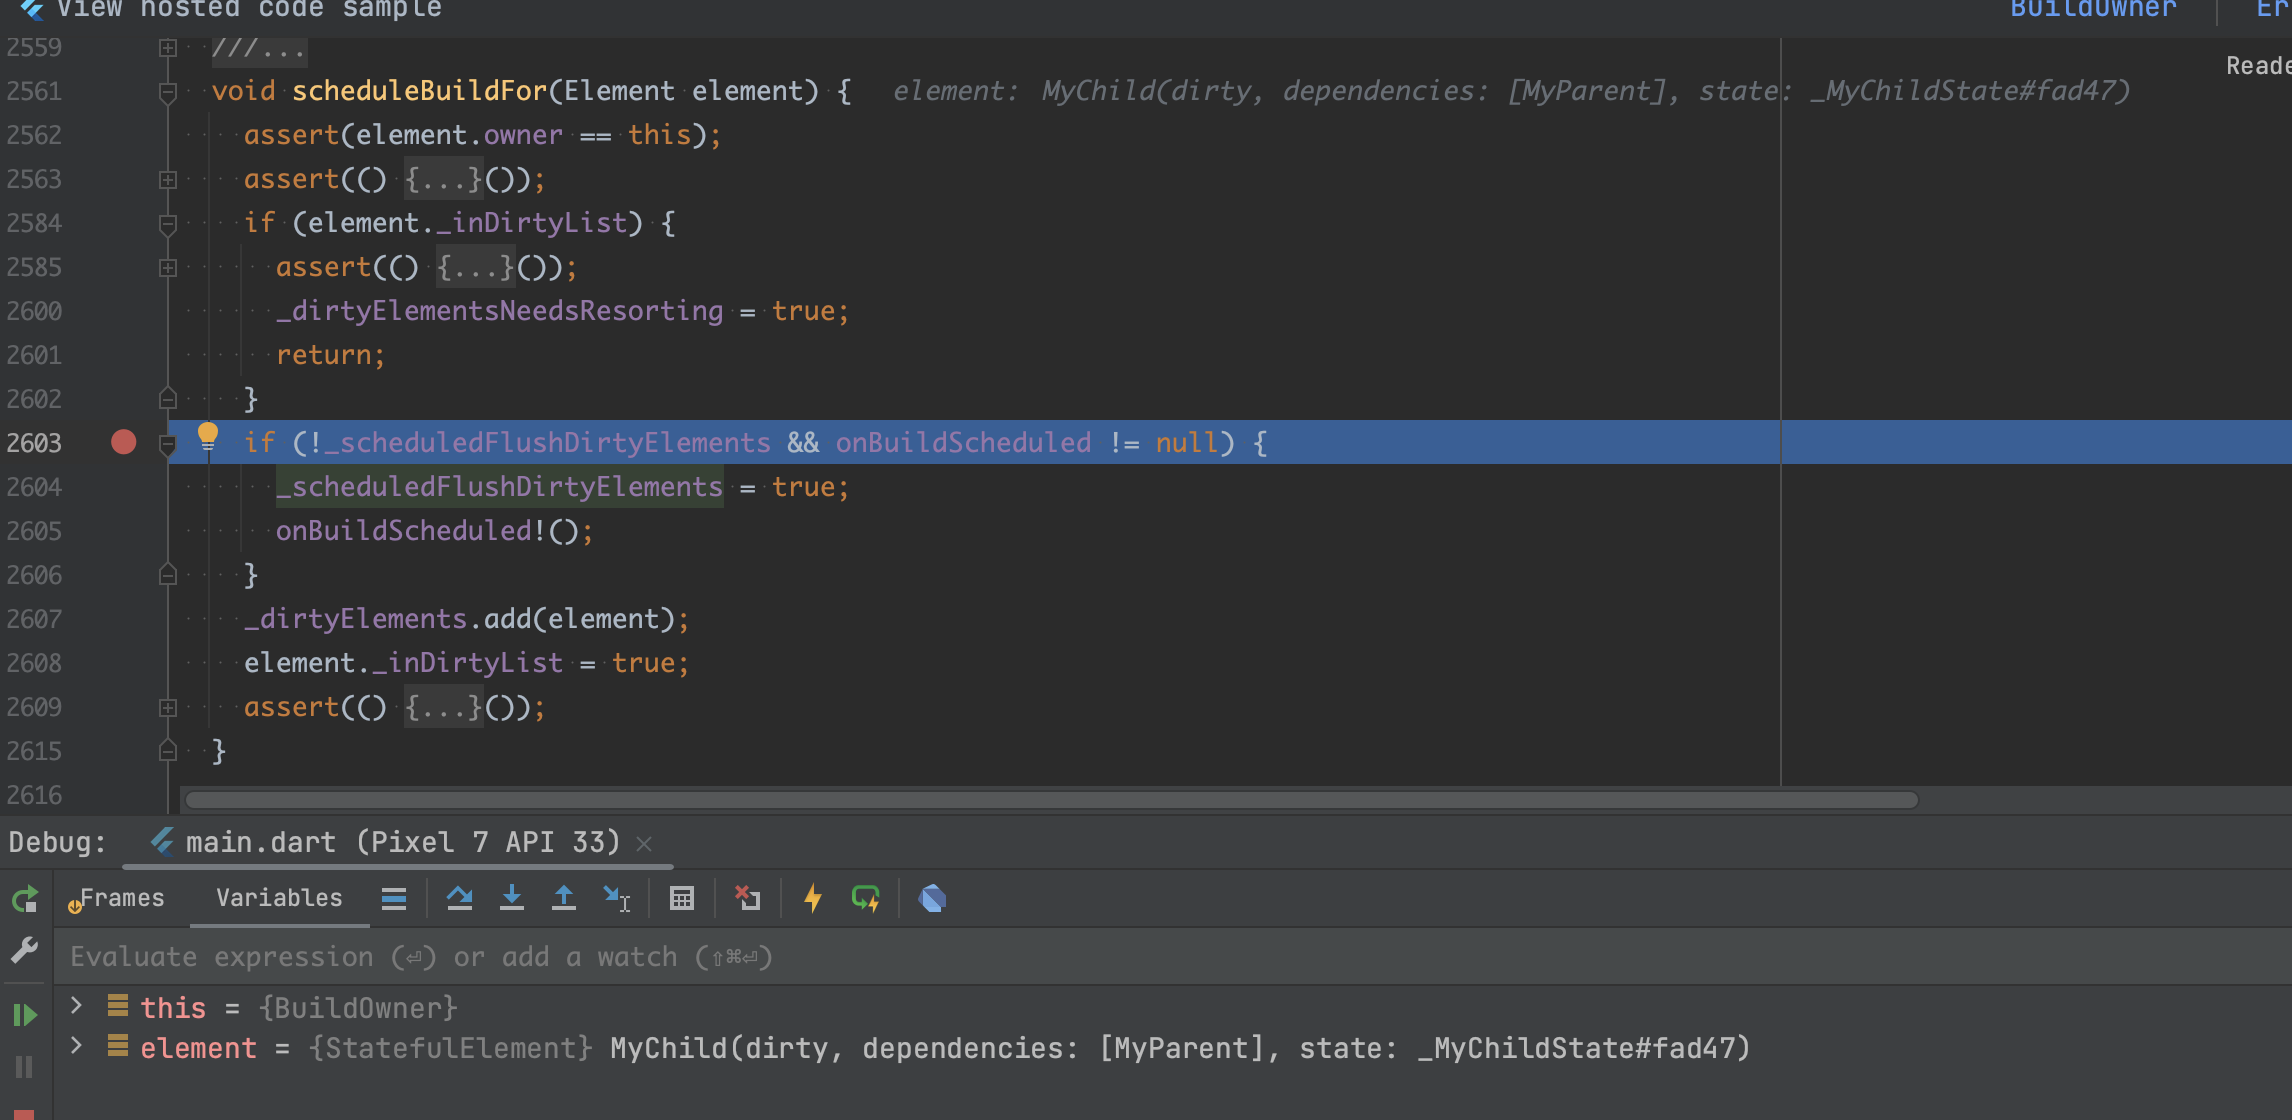 View hosted code sample BuildOwner
2559 ///...
Reade
2561 void scheduleBuildFor(Element element) { element: MyChild(dirty, dependencies: [MyParent], state: _MyChildState#fad47)
2562 assert(element.owner == this);
2563 assert(() {...}());
2584 if (element._inDirtyList) {
2585 assert(() {...}());
2600 _dirtyElementsNeedsResorting = true;
2601 return;
2602 }
2603 if (!_scheduledFlushDirtyElements && onBuildScheduled != null) {
2604 _scheduledFlushDirtyElements = true;
2605 onBuildScheduled!();
2606 }
2607 _dirtyElements.add(element);
2608 element._inDirtyList = true;
2609 assert(() {...}());
2615 }
2616
Debug: main.dart (Pixel 7 API 33)
Frames Variables
Evaluate expression (⏎) or add a watch (⇧⌘⏎)
this = {BuildOwner}
element = {StatefulElement} MyChild(dirty, dependencies: [MyParent], state: _MyChildState#fad47)